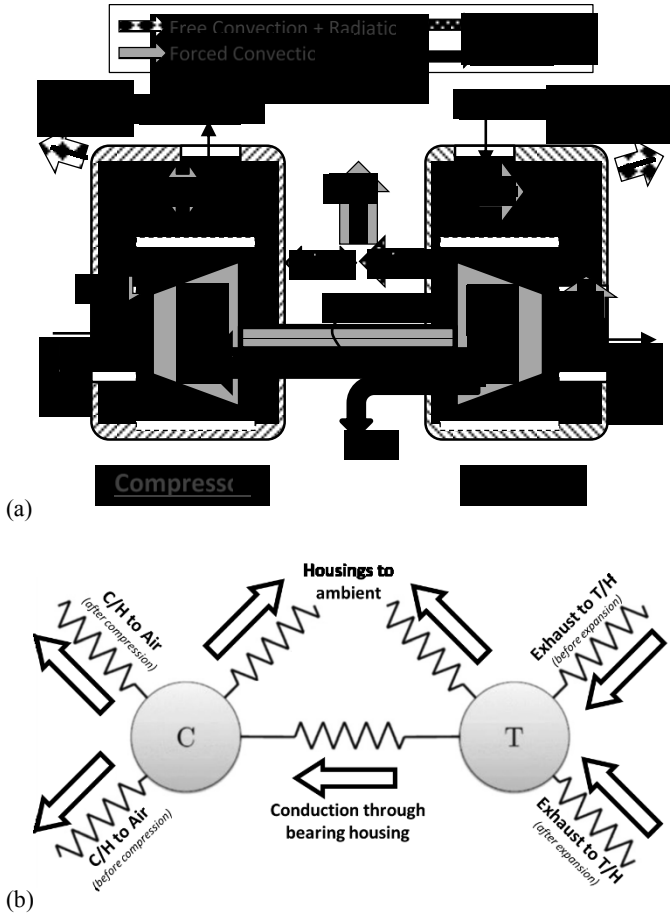 Free Convection + Radiatic
Forced Convectic
Compress
(a)
Housings to
ambient
C/H to Air
(after compression)
Exhaust to T/H
(before expansion)
C
T
Conduction through
bearing housing
C/H to Air
(before compression)
Exhaust to T/H
(after expansion)
(b)